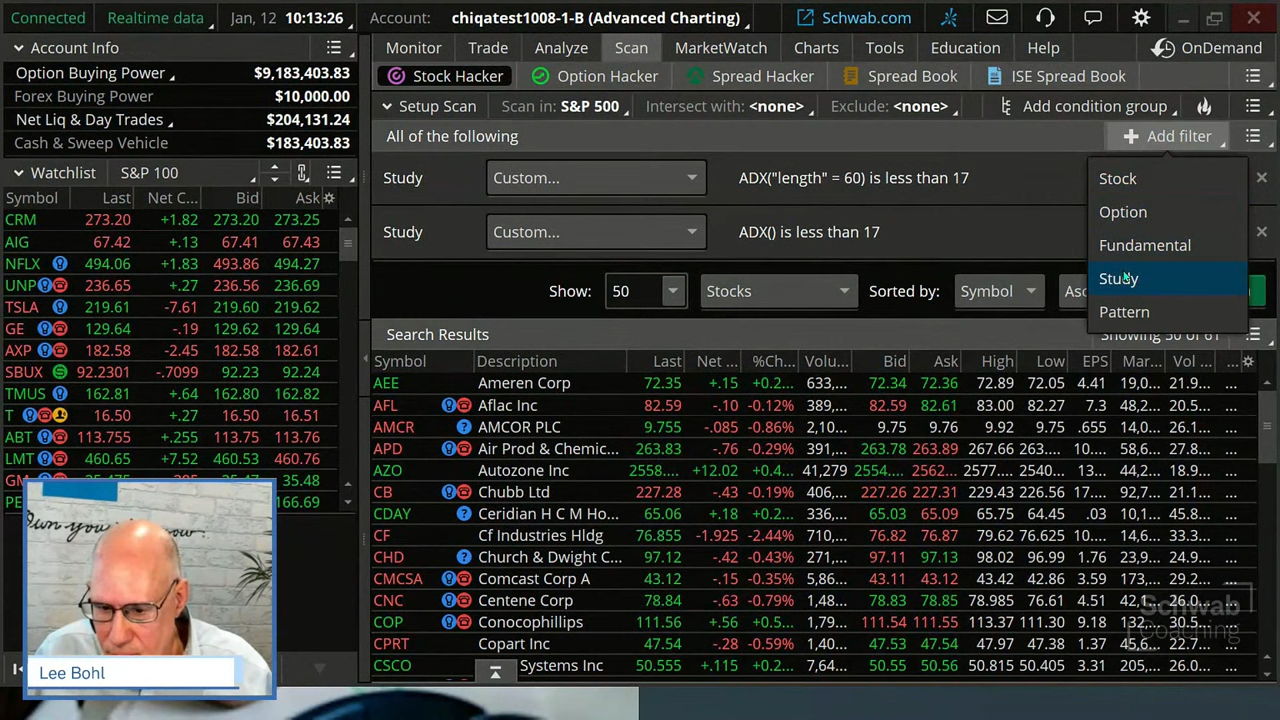 Connected Realtime data Jan, 12 10:13:26 Account: chiqatest1008-1-B (Advanced Charting) Schwab.com
Account Info
Option Buying Power $9,183,403.83
Forex Buying Power $10,000.00
Net Liq & Day Trades $204,131.24
Cash & Sweep Vehicle $183,403.83
Watchlist S&P 100
Symbol Last Net C... Bid Ask
CRM 273.20 +1.82 273.20 273.25
AIG 67.42 +.13 67.41 67.43
NFLX 494.06 +1.83 493.86 494.27
UNP 236.65 +.27 236.56 236.69
TSLA 219.61 -7.61 219.60 219.61
GE 129.64 -.19 129.64 129.65
AXP 182.58 -2.45 182.58 182.61
SBUX 92.2301 -.7099 92.23 92.24
TMUS 162.81 +.64 162.80 162.82
T 16.50 +.27 16.50 16.51
ABT 113.755 +.255 113.75 113.76
LMT 460.65 +7.52 460.53 460.76
GM 35.48
166.69
Lee Bohl
Monitor Trade Analyze Scan MarketWatch Charts Tools Education Help OnDemand
Stock Hacker Option Hacker Spread Hacker Spread Book ISE Spread Book
Setup Scan Scan in: S&P 500 Intersect with: <none> Exclude: <none> Add condition group
All of the following Add filter
Study Custom... ADX("length" = 60) is less than 17
Study Custom... ADX() is less than 17
Stock
Option
Fundamental
Study
Pattern
Show: 50 Stocks Sorted by: Symbol
Search Results
Symbol Description Last Net ... %Ch... Volu... Bid Ask High Low EPS Mar... Vol ... ...
AEE Ameren Corp 72.35 +.15 +0.2... 633,... 72.34 72.36 72.89 72.05 4.41 19,0... 21.9... ...
AFL Aflac Inc 82.59 -.10 -0.12% 389,... 82.59 82.61 83.00 82.27 7.3 48,2... 20.5... ...
AMCR AMCOR PLC 9.755 -.085 -0.86% 2,10... 9.75 9.76 9.92 9.75 .655 14,0... 26.1... ...
APD Air Prod & Chemic... 263.83 -.76 -0.29% 391,... 263.78 263.89 267.66 263.38 10.... 58,6... 27.8... ...
AZO Autozone Inc 2558.... +12.02 +0.4... 41,279 2554.... 2562.... 2577.... 2540.... 13... 44,2... 18.9... ...
CB Chubb Ltd 227.28 -.43 -0.19% 406,... 227.26 227.31 229.43 226.56 17.... 92,7... 21.1... ...
CDAY Ceridian H C M Ho... 65.06 +.18 +0.2... 336,... 65.03 65.09 65.75 64.45 .03 10,1... 45.8... ...
CF Cf Industries Hldg 76.855 -1.925 -2.44% 710,... 76.82 76.87 79.62 76.625 10.... 14,6... 33.3... ...
CHD Church & Dwight C... 97.12 -.42 -0.43% 271,... 97.11 97.13 97.98 96.99 2.11 23,9... 24.9... ...
CMCSA Comcast Corp A 43.12 -.15 -0.35% 5,86... 43.11 43.12 43.42 42.86 3.59 173,... 29.2... ...
CNC Centene Corp 78.84 -.63 -0.79% 1,48... 78.83 78.85 78.985 76.61 4.51 42,1... 26.0... ...
COP Conocophillips 111.56 +.56 +0.5... 1,47... 111.54 111.55 113.37 111.30 9.18 132,... 30.5... ...
CPRT Copart Inc 47.54 -.28 -0.59% 1,44... 47.53 47.54 47.98 47.37 1.37 45,6... ...
CSCO Systems Inc 50.555 +.115 +0.2... 7,64... 50.55 50.56 50.815 50.405 3.31 205,... 26.0... ...
Schwab
Coaching